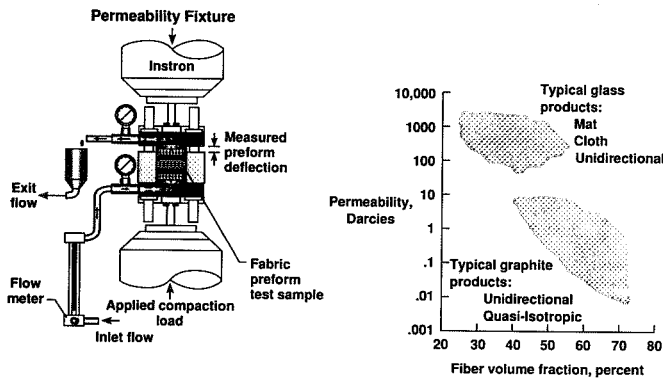 Permeability Fixture
Instron
Measured
preform
deflection
Exit
flow
Fabric
preform
test sample
Flow
meter
Applied compaction
load
Inlet flow
10,000
1000
100
10
1
.1
.01
.001
Permeability,
Darcies
Typical glass
products:
Mat
Cloth
Unidirectional
Typical graphite
products:
Unidirectional
Quasi-Isotropic
20 30 40 50 60 70 80
Fiber volume fraction, percent